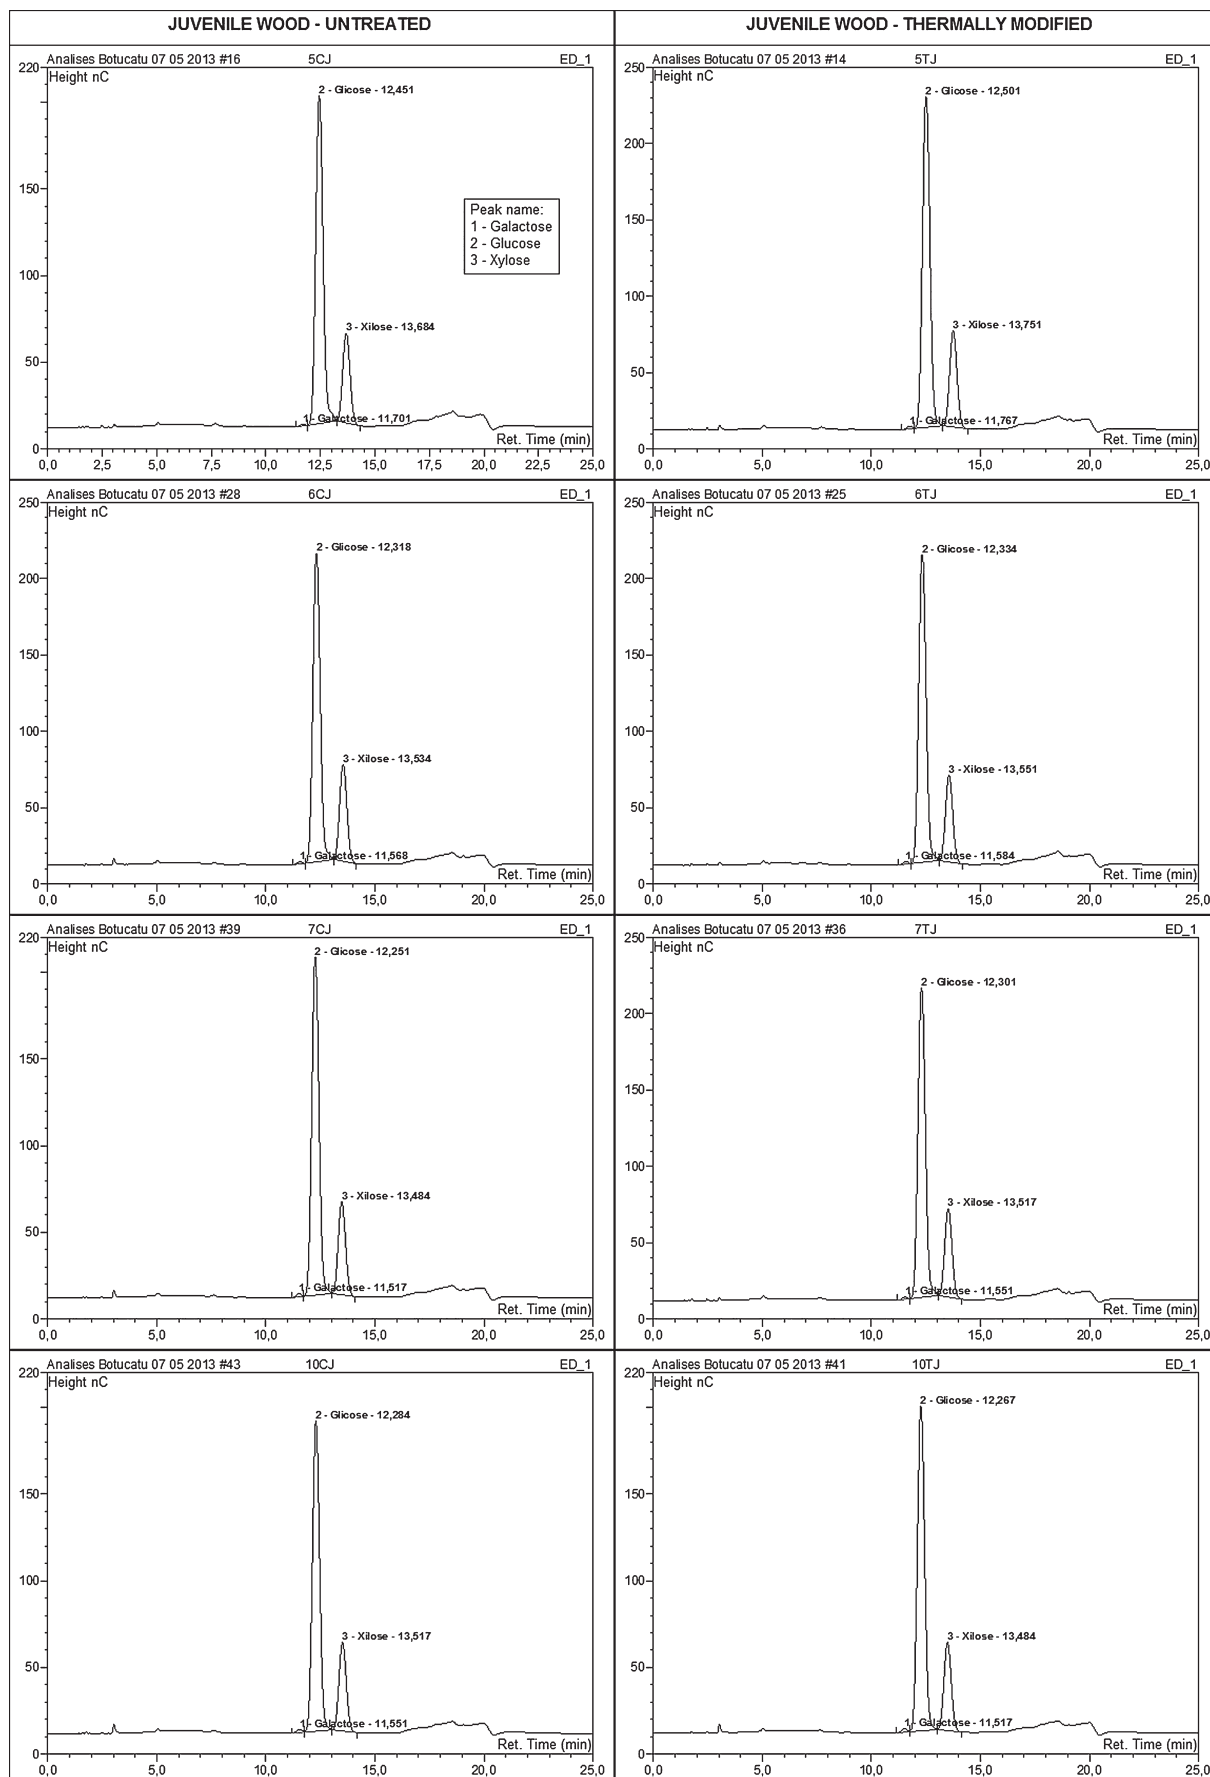 JUVENILE WOOD - UNTREATED
JUVENILE WOOD - THERMALLY MODIFIED
Analises Botucatu 07 05 2013 #16 5CJ ED_1
220
Height nC
2 - Glicose - 12,451
Peak name:
1 - Galactose
2 - Glucose
3 - Xylose
150
100
3 - Xilose - 13,684
50
1 - Galactose - 11,701
Ret. Time (min)
0
0,0 2,5 5,0 7,5 10,0 12,5 15,0 17,5 20,0 22,5 25,0
Analises Botucatu 07 05 2013 #14 5TJ ED_1
250
Height nC
2 - Glicose - 12,501
200
150
100
3 - Xilose - 13,751
50
1 - Galactose - 11,767
Ret. Time (min)
0
0,0 5,0 10,0 15,0 20,0 25,0
Analises Botucatu 07 05 2013 #28 6CJ ED_1
250
Height nC
2 - Glicose - 12,318
200
150
100
3 - Xilose - 13,534
50
1 - Galactose - 11,568
Ret. Time (min)
0
0,0 5,0 10,0 15,0 20,0 25,0
Analises Botucatu 07 05 2013 #25 6TJ ED_1
250
Height nC
2 - Glicose - 12,334
200
150
100
3 - Xilose - 13,551
50
1 - Galactose - 11,584
Ret. Time (min)
0
0,0 5,0 10,0 15,0 20,0 25,0
Analises Botucatu 07 05 2013 #39 7CJ ED_1
220
Height nC
2 - Glicose - 12,251
150
100
3 - Xilose - 13,484
50
1 - Galactose - 11,517
Ret. Time (min)
0
0,0 5,0 10,0 15,0 20,0 25,0
Analises Botucatu 07 05 2013 #36 7TJ ED_1
250
Height nC
2 - Glicose - 12,301
200
150
100
3 - Xilose - 13,517
50
1 - Galactose - 11,551
Ret. Time (min)
0
0,0 5,0 10,0 15,0 20,0 25,0
Analises Botucatu 07 05 2013 #43 10CJ ED_1
220
Height nC
2 - Glicose - 12,284
150
100
3 - Xilose - 13,517
50
1 - Galactose - 11,551
Ret. Time (min)
0
0,0 5,0 10,0 15,0 20,0 25,0
Analises Botucatu 07 05 2013 #41 10TJ ED_1
220
Height nC
2 - Glicose - 12,267
150
100
3 - Xilose - 13,484
50
1 - Galactose - 11,517
Ret. Time (min)
0
0,0 5,0 10,0 15,0 20,0 25,0